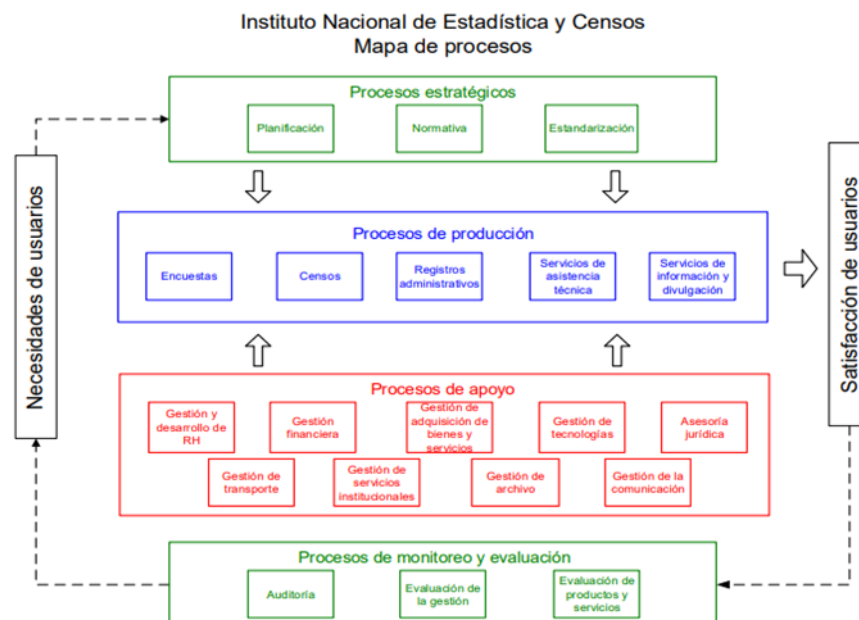 Instituto Nacional de Estadística y Censos
Mapa de procesos
Procesos estratégicos
Planificación
Normativa
Estandarización
Necesidades de usuarios
Satisfacción de usuarios
Procesos de producción
Encuestas
Censos
Registros
administrativos
Servicios de
asistencia
técnica
Servicios de
información y
divulgación
Procesos de apoyo
Gestión y
desarrollo de
RH
Gestión
financiera
Gestión de
adquisición de
bienes y
servicios
Gestión de
tecnologías
Asesoría
jurídica
Gestión de
transporte
Gestión de
servicios
institucionales
Gestión de
archivo
Gestión de la
comunicación
Procesos de monitoreo y evaluación
Auditoría
Evaluación de
la gestión
Evaluación de
productos y
servicios